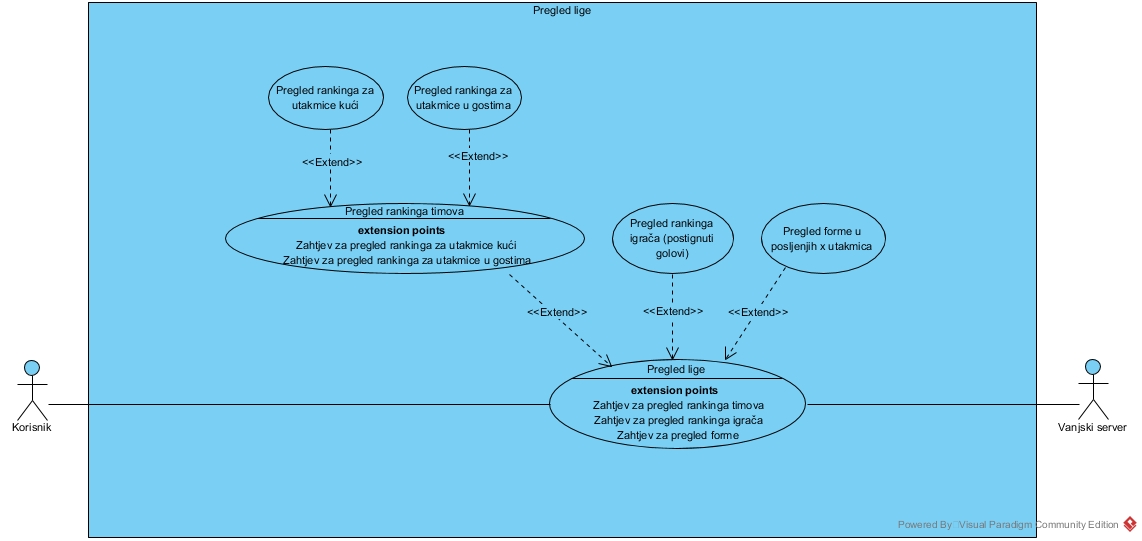 Pregled lige
Pregled rankinga za
utakmice kući
Pregled rankinga za
utakmice u gostima
<<Extend>>
<<Extend>>
Pregled rankinga timova
extension points
Zahtjev za pregled rankinga za utakmice kući
Zahtjev za pregled rankinga za utakmice u gostima
Pregled rankinga
igrača (postignuti
golovi)
Pregled forme u
posljenjih x utakmica
<<Extend>>
<<Extend>>
<<Extend>>
Pregled lige
extension points
Zahtjev za pregled rankinga timova
Zahtjev za pregled rankinga igrača
Zahtjev za pregled forme
Korisnik
Vanjski server
Powered By Visual Paradigm Community Edition